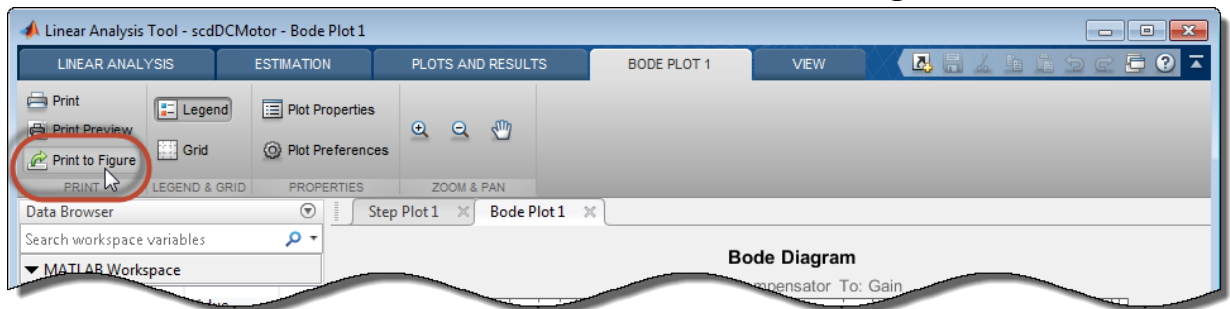 Linear Analysis Tool - scdDCMotor - Bode Plot 1
LINEAR ANALYSIS ESTIMATION PLOTS AND RESULTS BODE PLOT 1 VIEW
Print Legend Plot Properties
Print Preview
Print to Figure Grid Plot Preferences
PRINT LEGEND & GRID PROPERTIES ZOOM & PAN
Data Browser Step Plot 1 Bode Plot 1
Search workspace variables
MATLAB Workspace
Bode Diagram
To: Gain